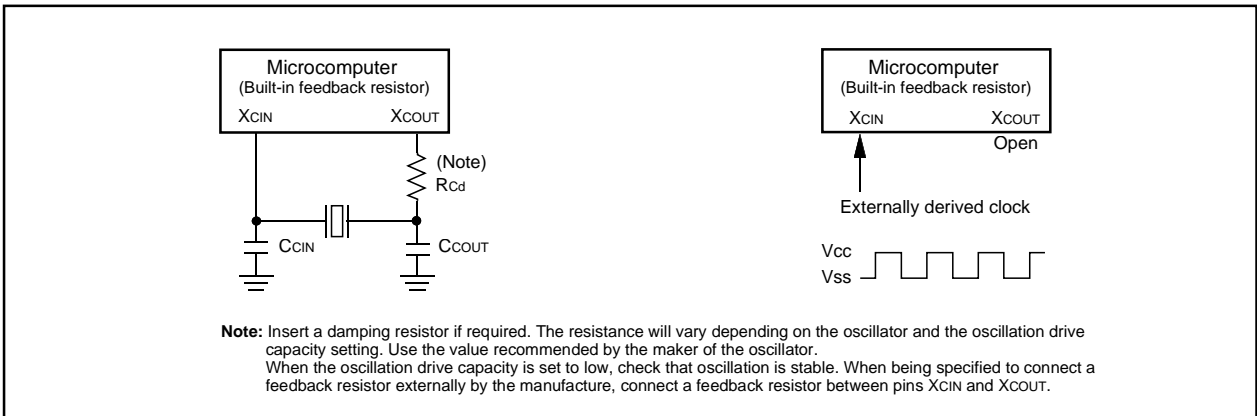 Microcomputer
(Built-in feedback resistor)
XCIN XCOUT
(Note)
RCd
CCIN CCOUT
Microcomputer
(Built-in feedback resistor)
XCIN XCOUT
Open
Externally derived clock
Vcc
Vss
Note: Insert a damping resistor if required. The resistance will vary depending on the oscillator and the oscillation drive
capacity setting. Use the value recommended by the maker of the oscillator.
When the oscillation drive capacity is set to low, check that oscillation is stable. When being specified to connect a
feedback resistor externally by the manufacture, connect a feedback resistor between pins XCIN and XCOUT.